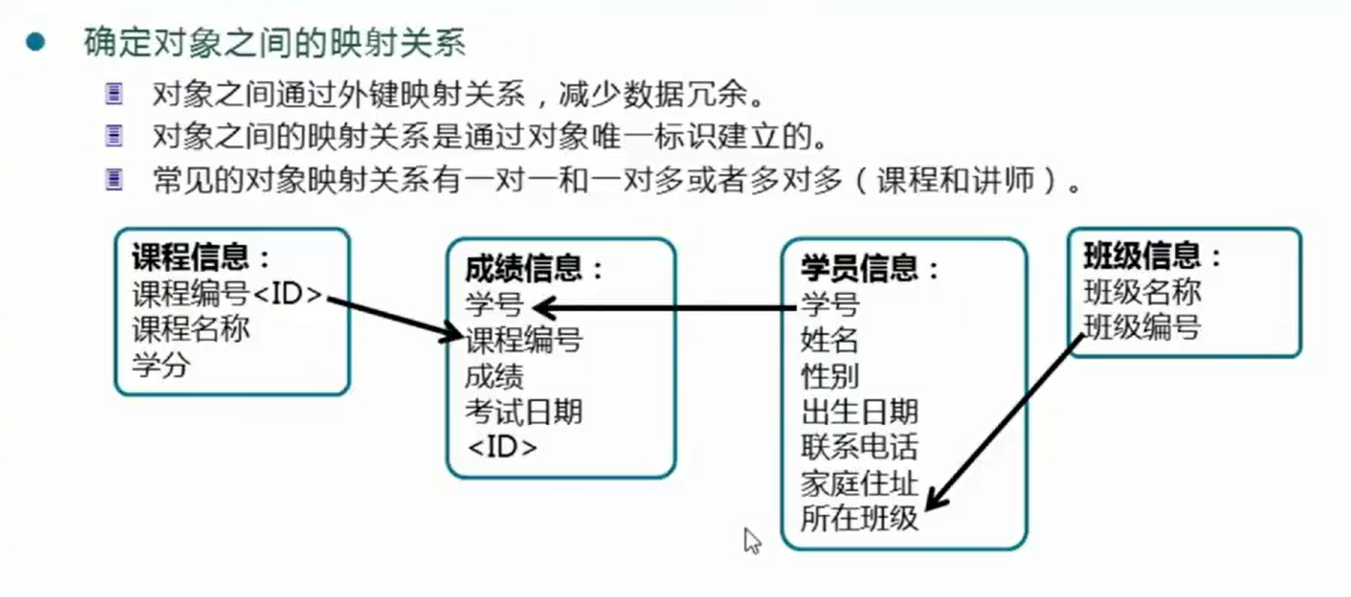 确定对象之间的映射关系
对象之间通过外键映射关系，减少数据冗余。
对象之间的映射关系是通过对象唯一标识建立的。
常见的对象映射关系有一对一和一对多或者多对多（课程和讲师）。
课程信息：
课程编号<ID>
课程名称
学分
成绩信息：
学号
课程编号
成绩
考试日期
<ID>
学员信息：
学号
姓名
性别
出生日期
联系电话
家庭住址
所在班级
班级信息：
班级名称
班级编号